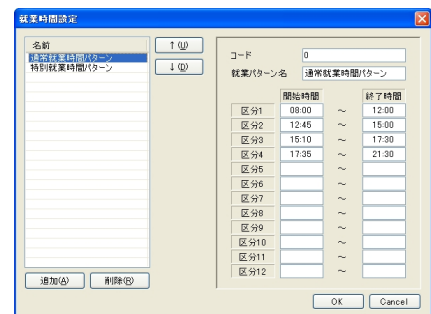 就業時間設定
名前
通常就業時間パターン
特別就業時間パターン
↑(U)
↓(D)
追加(A)
削除(R)
コード 0
就業パターン名 通常就業時間パターン
開始時間 終了時間
区分1 08:00 ～ 12:00
区分2 12:45 ～ 15:00
区分3 15:10 ～ 17:30
区分4 17:35 ～ 21:30
区分5 ～
区分6 ～
区分7 ～
区分8 ～
区分9 ～
区分10 ～
区分11 ～
区分12 ～
OK Cancel